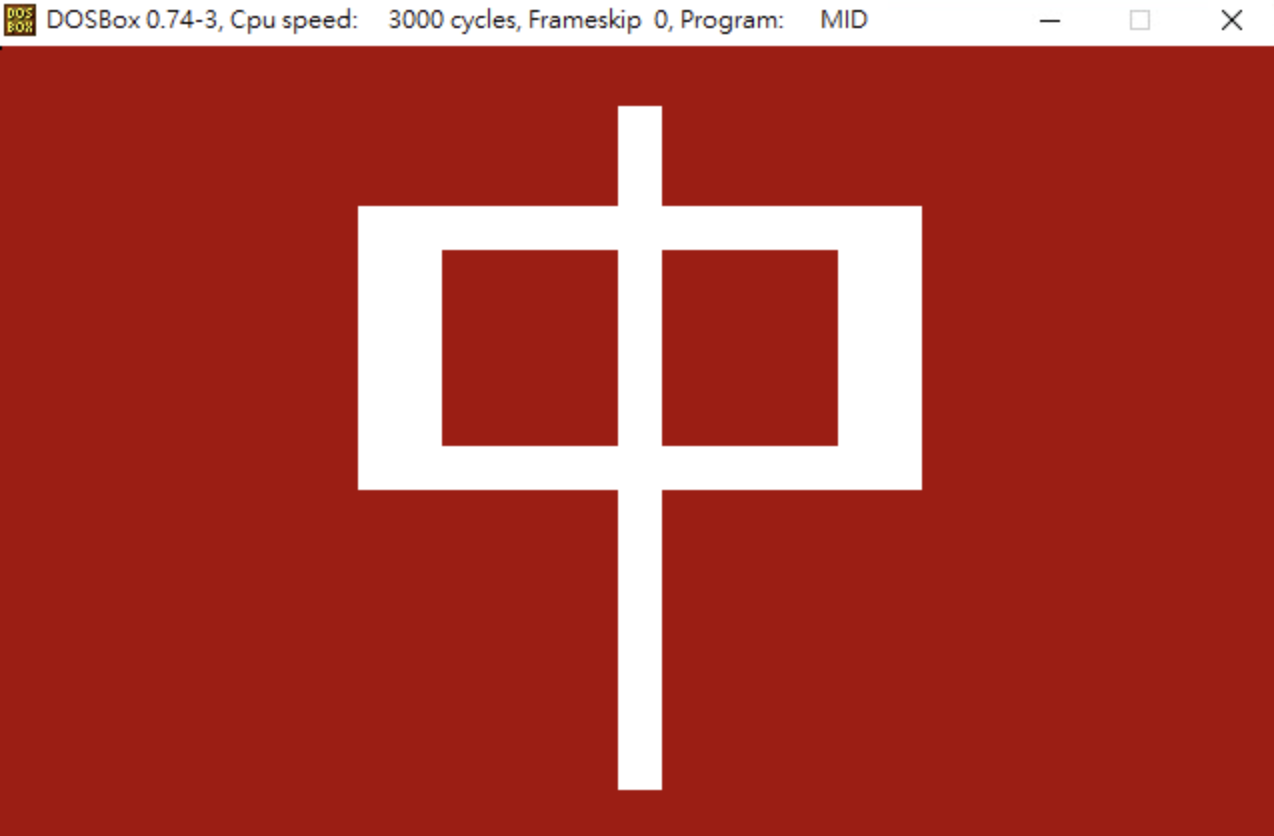 DOSBox 0.74-3, Cpu speed: 3000 cycles, Frameskip 0, Program: MID
中